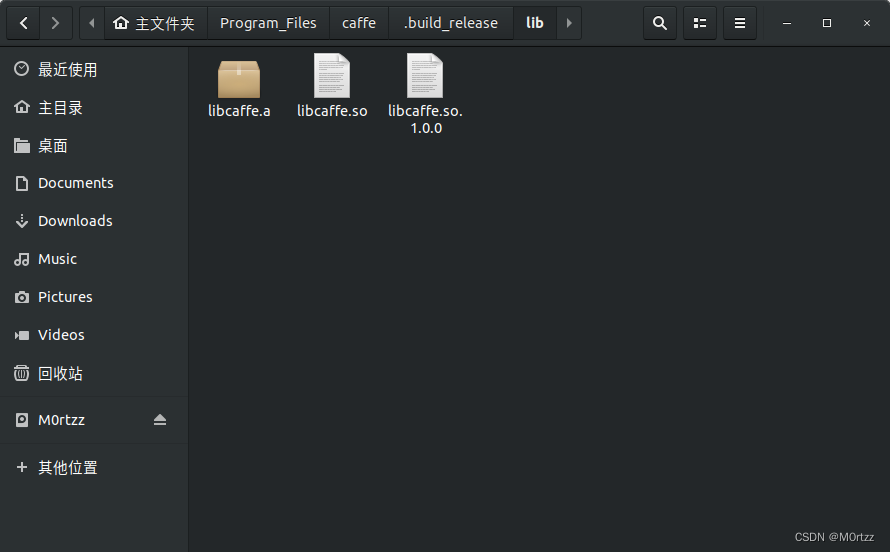 主文件夹 Program_Files caffe .build_release lib
最近使用
主目录
桌面
Documents
Downloads
Music
Pictures
Videos
回收站
M0rtzz
其他位置
libcaffe.a libcaffe.so libcaffe.so.
1.0.0
CSDN @M0rtzz